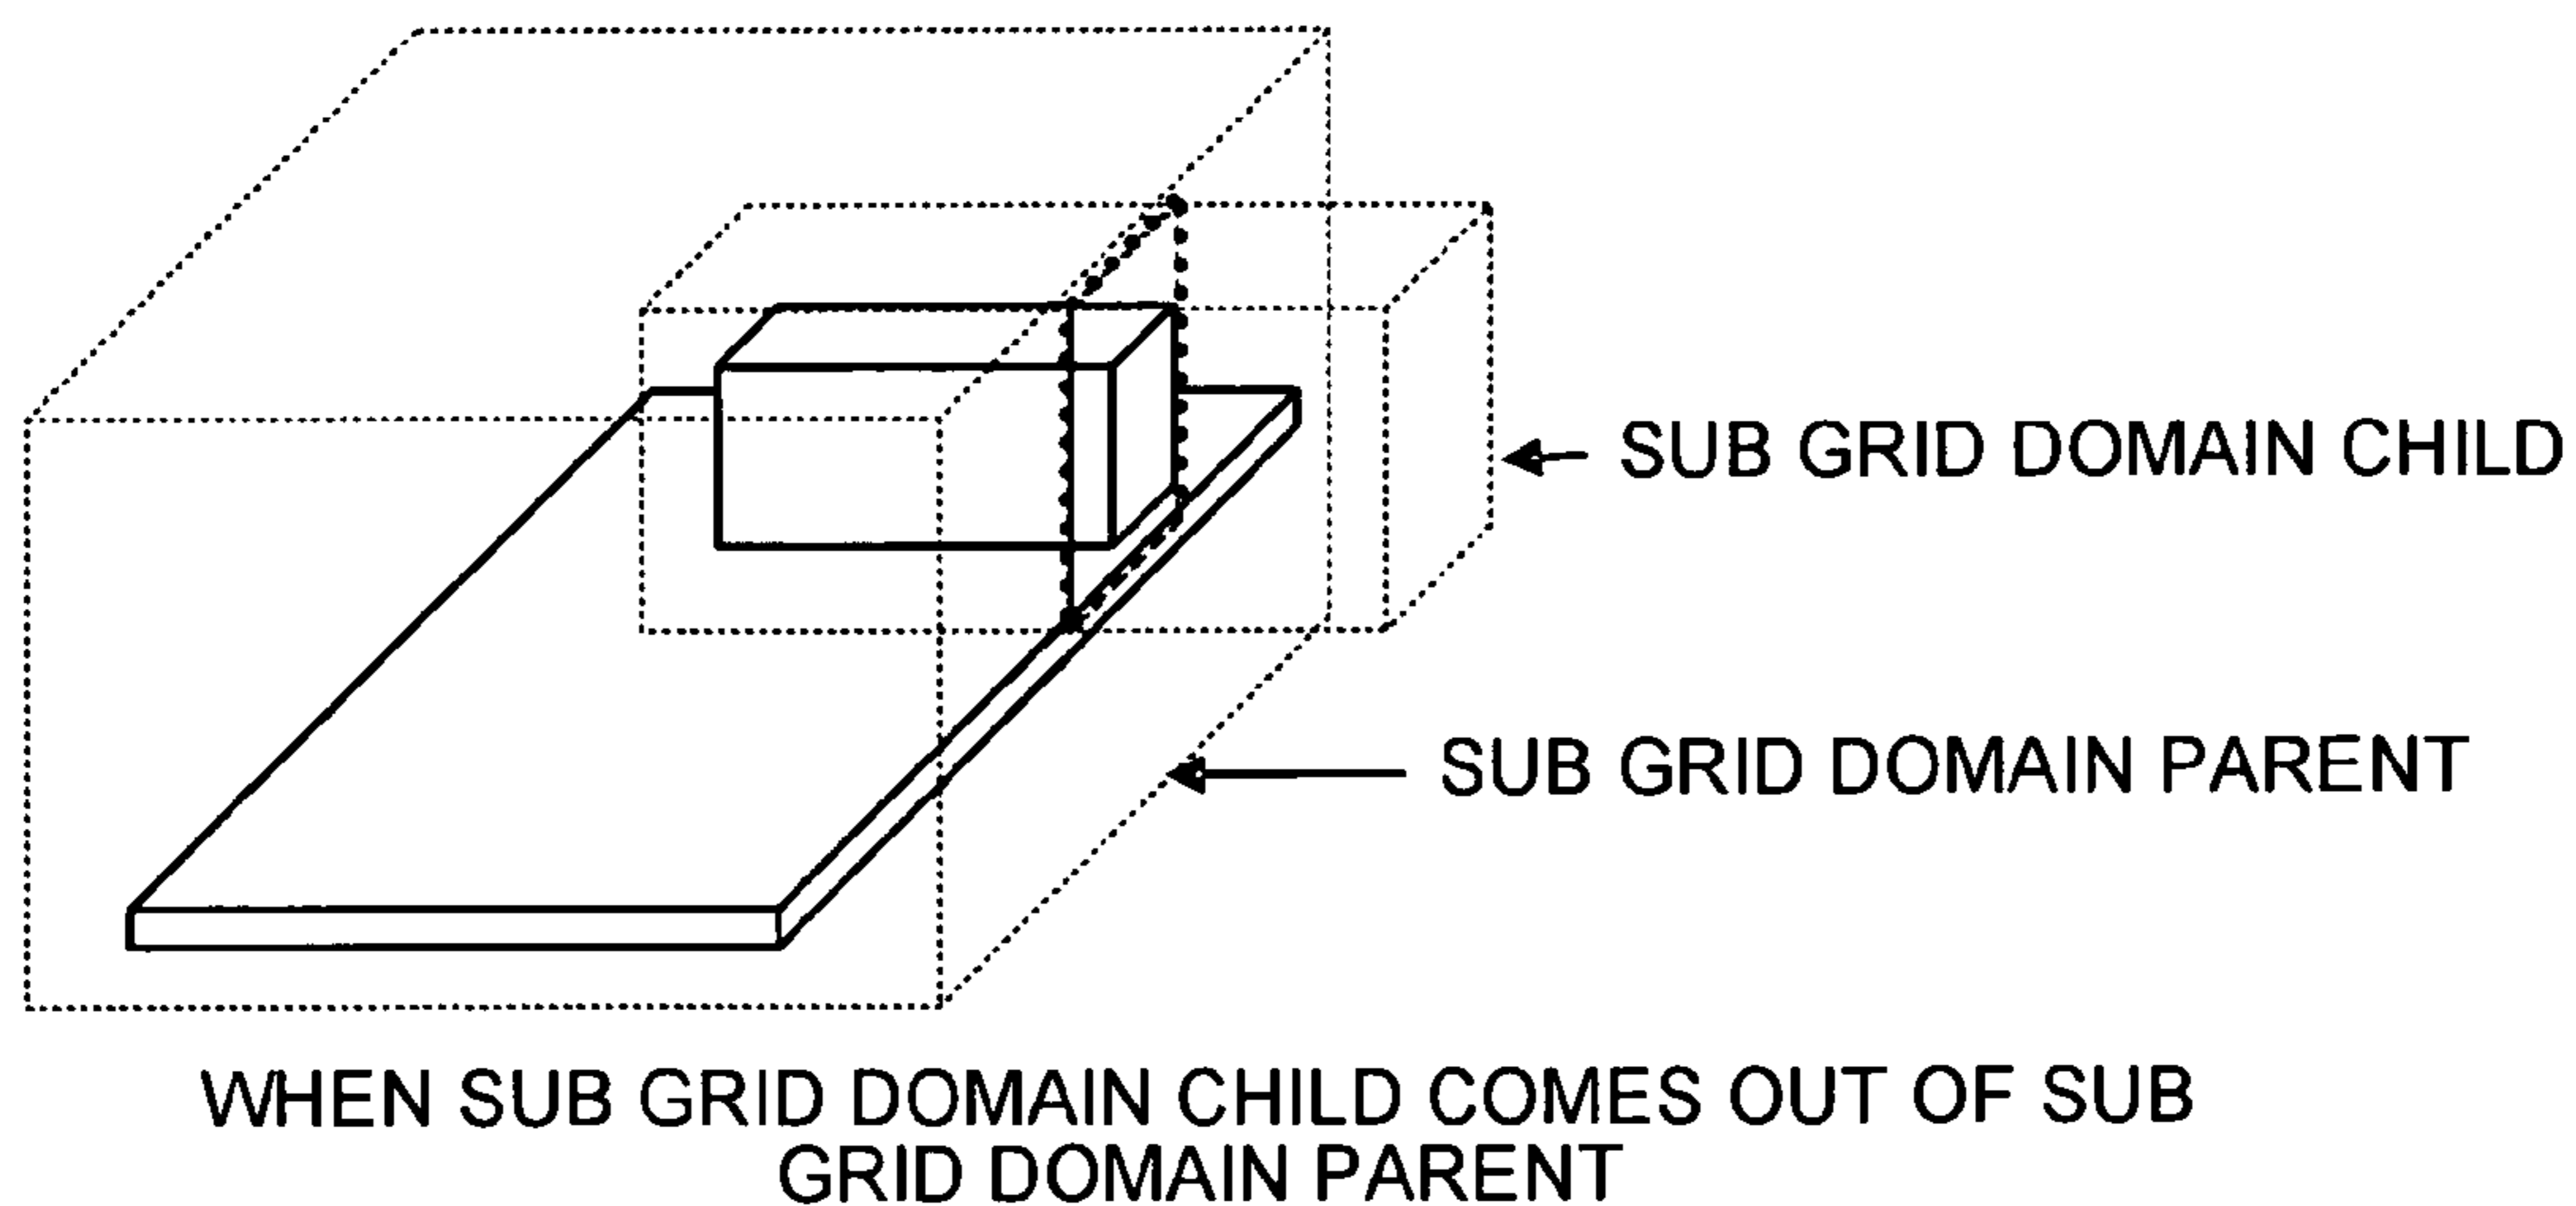 SUB GRID DOMAIN CHILD
SUB GRID DOMAIN PARENT
WHEN SUB GRID DOMAIN CHILD COMES OUT OF SUB
GRID DOMAIN PARENT